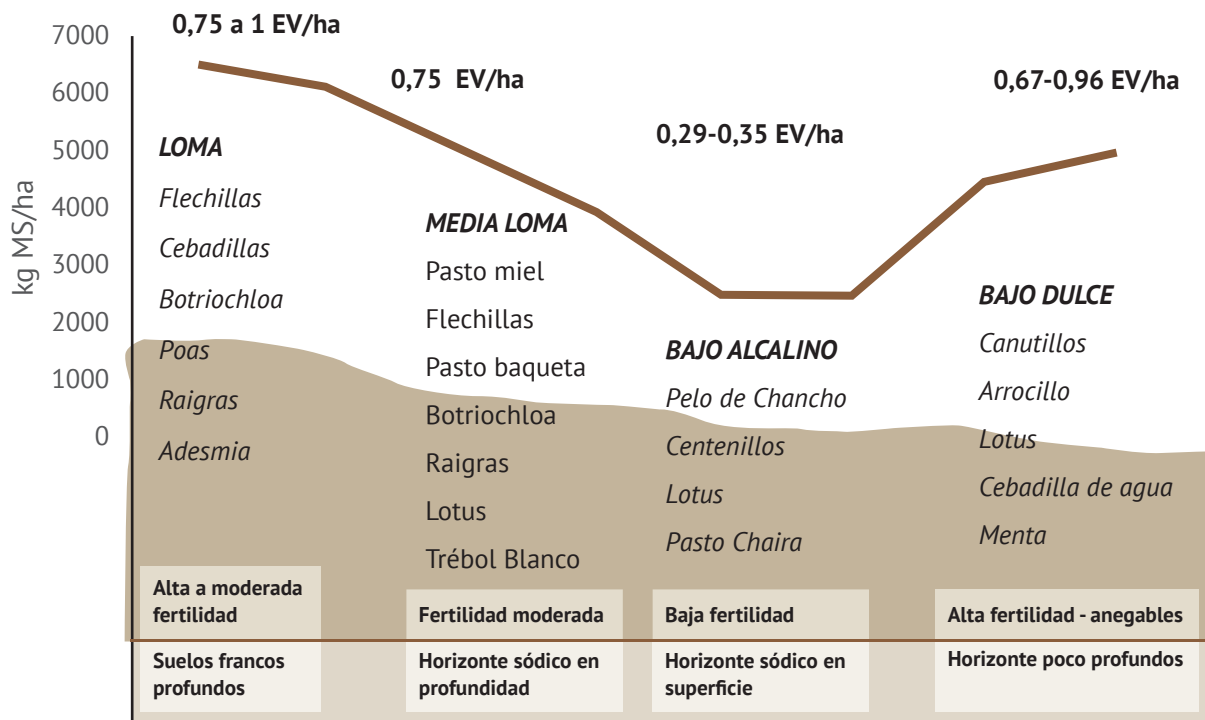 kg MS/ha
7000
6000
5000
4000
3000
2000
1000
0
0,75 a 1 EV/ha
LOMA
Flechillas
Cebadillas
Botriochloa
Poas
Raigras
Adesmia
Alta a moderada
fertilidad
Suelos francos
profundos
0,75 EV/ha
MEDIA LOMA
Pasto miel
Flechillas
Pasto baqueta
Botriochloa
Raigras
Lotus
Trébol Blanco
Fertilidad moderada
Horizonte sódico en
profundidad
0,29-0,35 EV/ha
BAJO ALCALINO
Pelo de Chancho
Centenillos
Lotus
Pasto Chaira
Baja fertilidad
Horizonte sódico en
superficie
0,67-0,96 EV/ha
BAJO DULCE
Canutillos
Arrocillo
Lotus
Cebadilla de agua
Menta
Alta fertilidad - anegables
Horizonte poco profundos